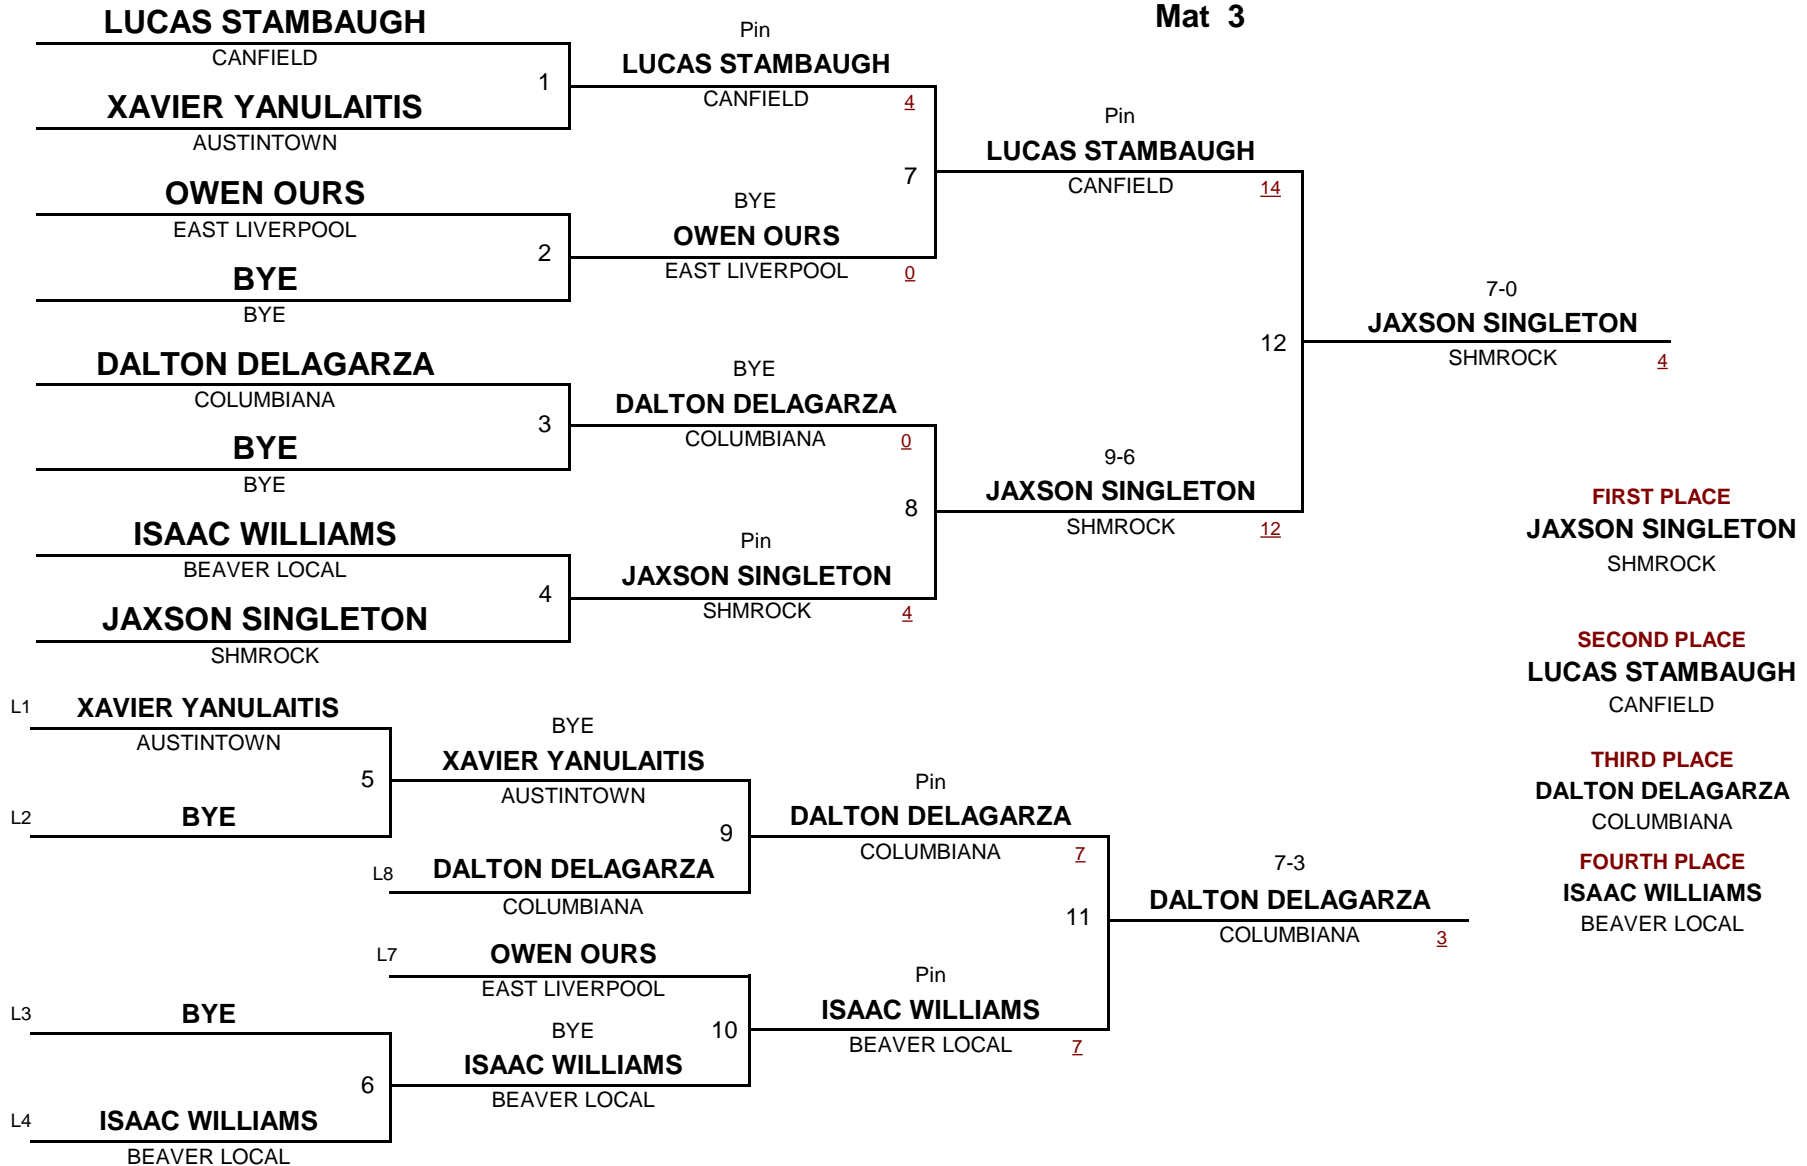 Mat 3
LUCAS STAMBAUGH
CANFIELD
1
XAVIER YANULAITIS
AUSTINTOWN
OWEN OURS
EAST LIVERPOOL
2
BYE
BYE
DALTON DELAGARZA
COLUMBIANA
3
BYE
BYE
ISAAC WILLIAMS
BEAVER LOCAL
4
JAXSON SINGLETON
SHMROCK
Pin
LUCAS STAMBAUGH
CANFIELD 4
7
BYE
OWEN OURS
EAST LIVERPOOL 0
BYE
DALTON DELAGARZA
COLUMBIANA 0
8
Pin
JAXSON SINGLETON
SHMROCK 4
Pin
LUCAS STAMBAUGH
CANFIELD 14
12
9-6
JAXSON SINGLETON
SHMROCK 12
7-0
JAXSON SINGLETON
SHMROCK 4
FIRST PLACE
JAXSON SINGLETON
SHMROCK
SECOND PLACE
LUCAS STAMBAUGH
CANFIELD
THIRD PLACE
DALTON DELAGARZA
COLUMBIANA
FOURTH PLACE
ISAAC WILLIAMS
BEAVER LOCAL
L1 XAVIER YANULAITIS
AUSTINTOWN
5
L2 BYE
L3 BYE
6
L4 ISAAC WILLIAMS
BEAVER LOCAL
BYE
XAVIER YANULAITIS
AUSTINTOWN
9
L8 DALTON DELAGARZA
COLUMBIANA
L7 OWEN OURS
EAST LIVERPOOL
10
BYE
ISAAC WILLIAMS
BEAVER LOCAL
Pin
DALTON DELAGARZA
COLUMBIANA 7
11
Pin
ISAAC WILLIAMS
BEAVER LOCAL 7
7-3
DALTON DELAGARZA
COLUMBIANA 3